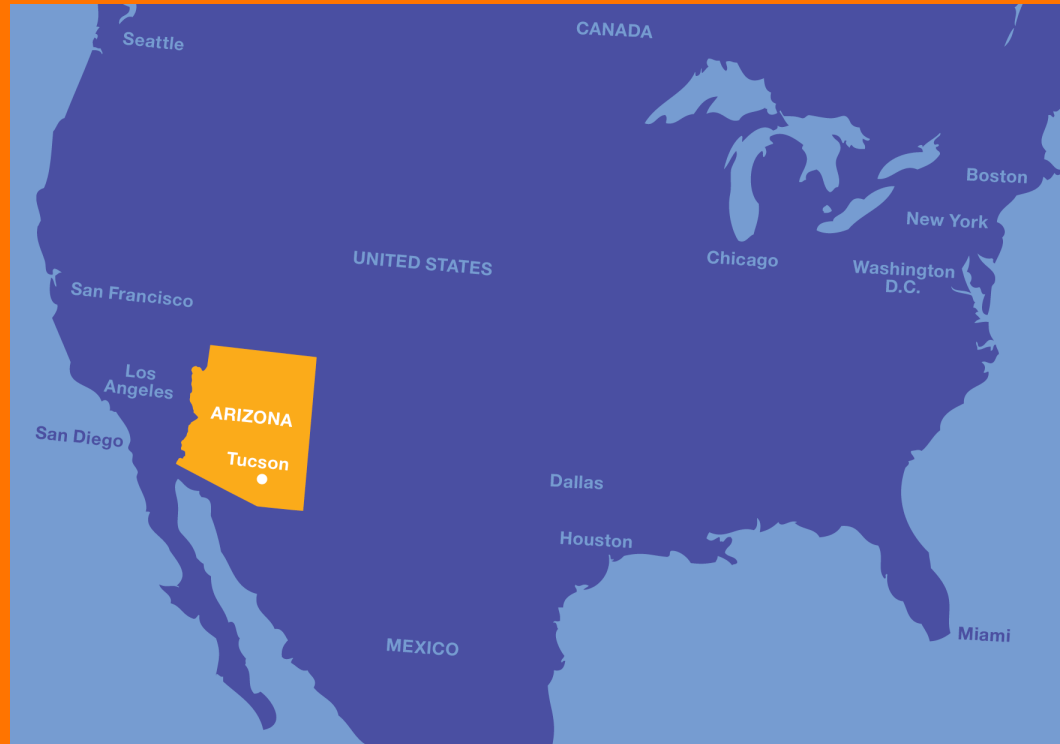 CANADA
Seattle
Boston
New York
UNITED STATES
Chicago
Washington
D.C.
San Francisco
Los
Angeles
ARIZONA
San Diego
Tucson
Dallas
Houston
Miami
MEXICO